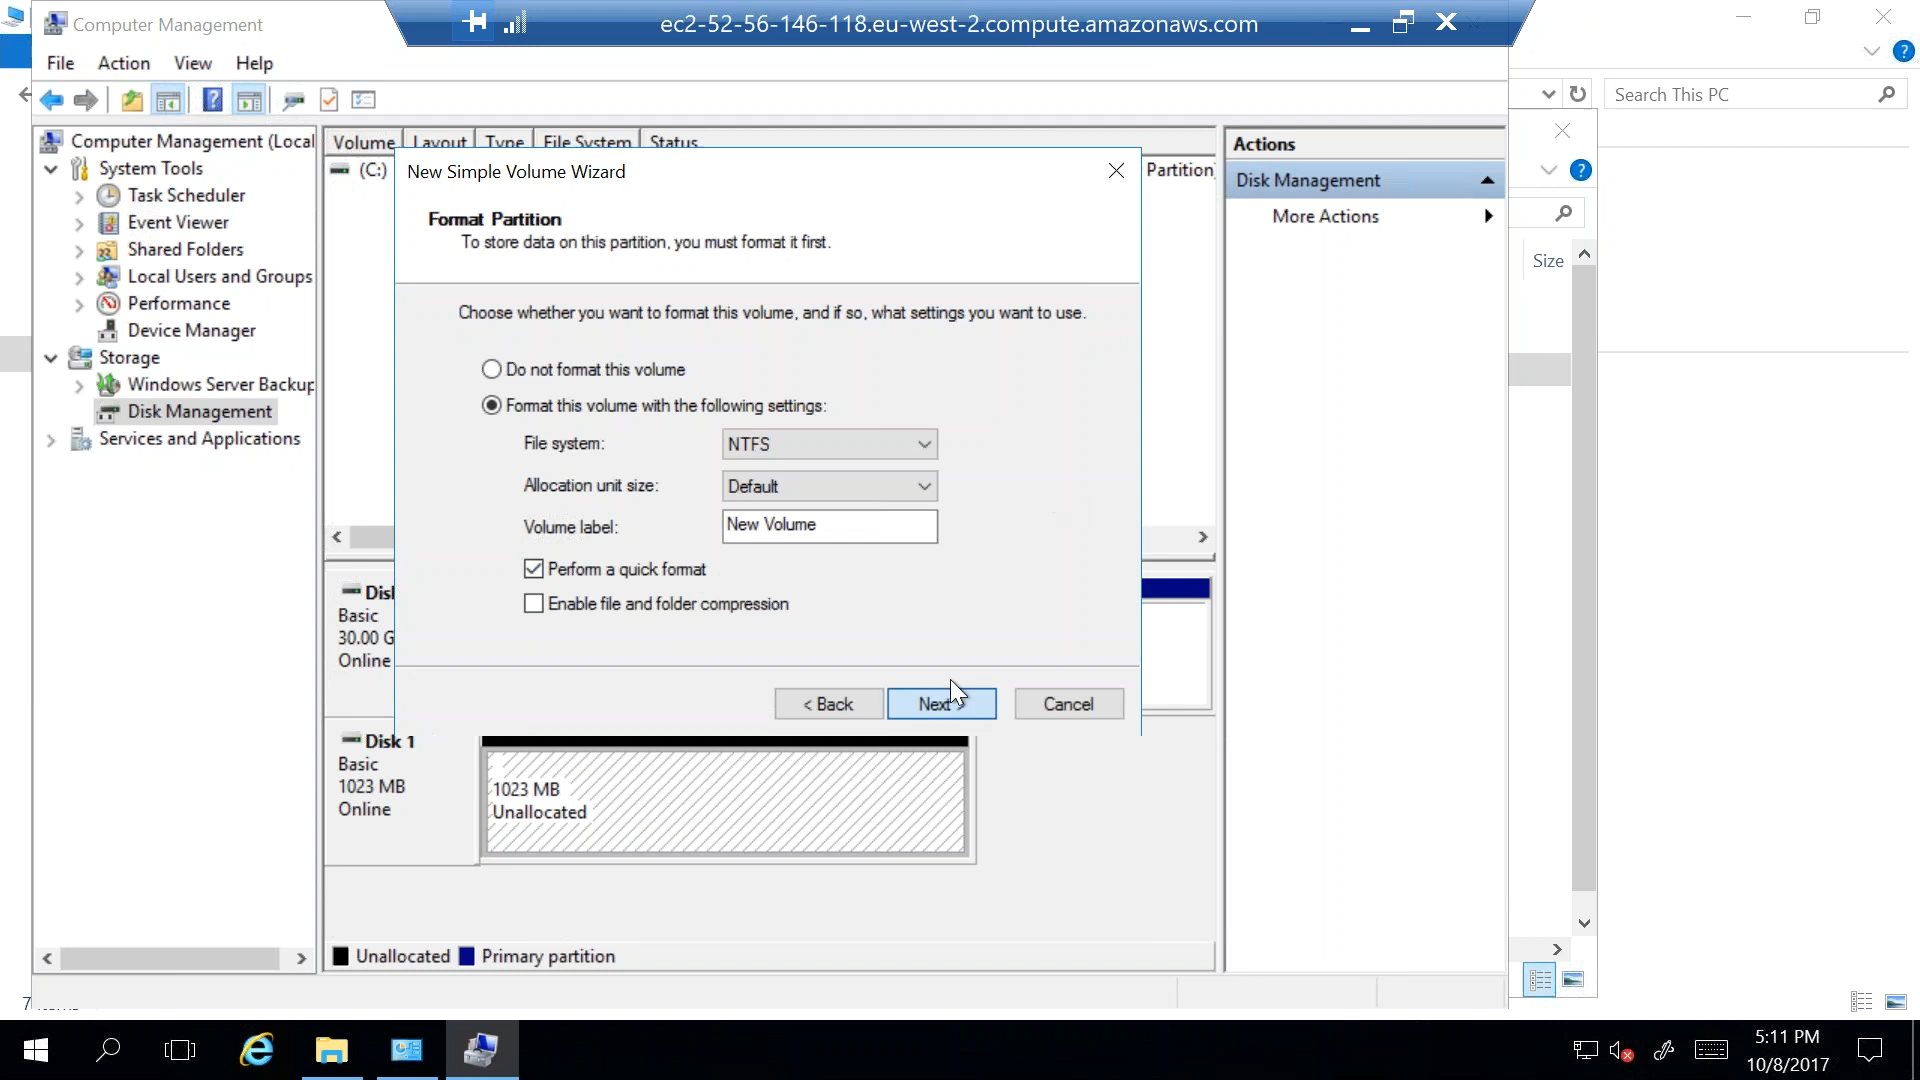 Computer Management
ec2-52-56-146-118.eu-west-2.compute.amazonaws.com
File Action View Help
Search This PC
Computer Management (Local
System Tools
Task Scheduler
Event Viewer
Shared Folders
Local Users and Groups
Performance
Device Manager
Storage
Windows Server Backup
Disk Management
Services and Applications
Volume Layout Type File System Status
(C:)
Partition)
New Simple Volume Wizard
Format Partition
To store data on this partition, you must format it first.
Choose whether you want to format this volume, and if so, what settings you want to use.
Do not format this volume
Format this volume with the following settings:
File system: NTFS
Allocation unit size: Default
Volume label: New Volume
Perform a quick format
Enable file and folder compression
< Back Next > Cancel
Basic
30.00 G
Online
Disk 1
Basic
1023 MB
Online
1023 MB
Unallocated
Unallocated Primary partition
Actions
Disk Management
More Actions
Size
5:11 PM
10/8/2017